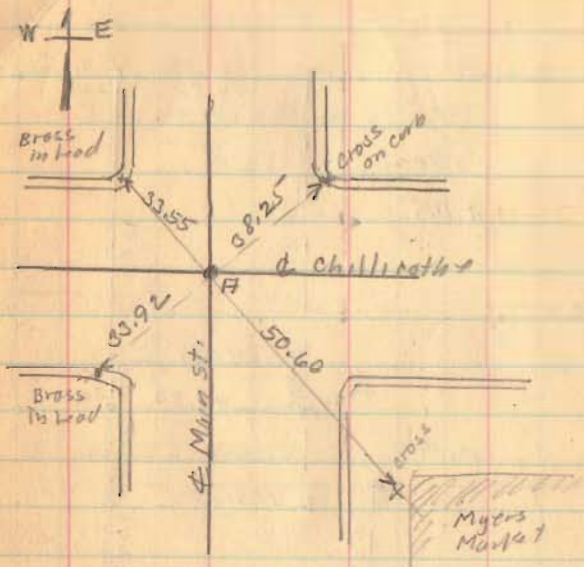 W E
Brass
in Lead
cross
on curb
33.55
38.25
℄ Chillicothe
A
33.92
50.60
Brass
in Lead
℄ Main St.
cross
Myers
Market